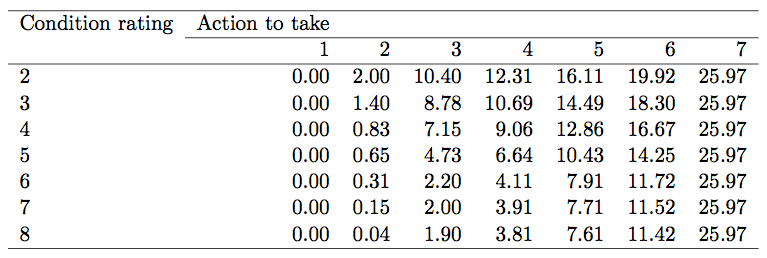 Condition rating Action to take
1 2 3 4 5 6 7
2 0.00 2.00 10.40 12.31 16.11 19.92 25.97
3 0.00 1.40 8.78 10.69 14.49 18.30 25.97
4 0.00 0.83 7.15 9.06 12.86 16.67 25.97
5 0.00 0.65 4.73 6.64 10.43 14.25 25.97
6 0.00 0.31 2.20 4.11 7.91 11.72 25.97
7 0.00 0.15 2.00 3.91 7.71 11.52 25.97
8 0.00 0.04 1.90 3.81 7.61 11.42 25.97